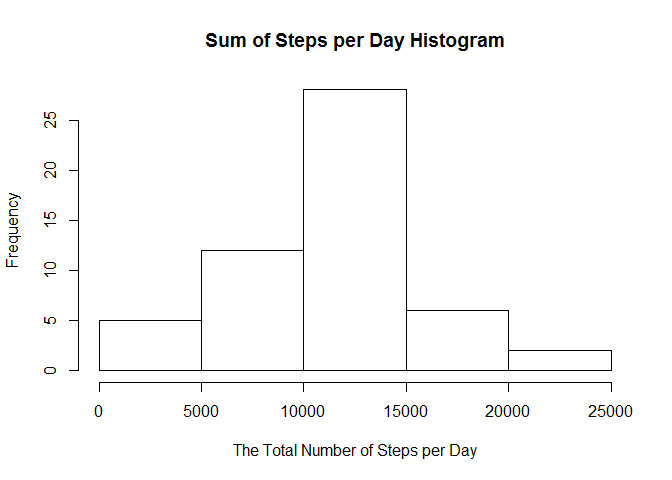 Sum of Steps per Day Histogram
Frequency
25
20
15
10
5
0
0 5000 10000 15000 20000 25000
The Total Number of Steps per Day